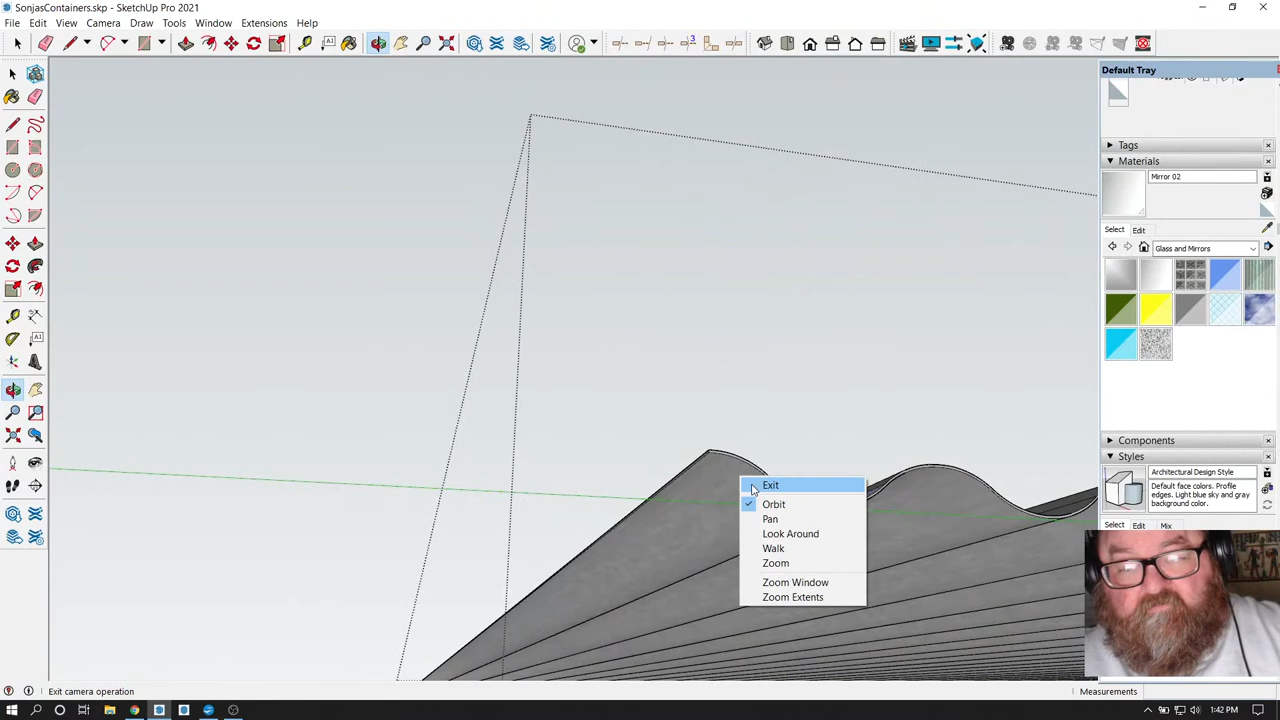 SonjasContainers.skp - SketchUp Pro 2021
File Edit View Camera Draw Tools Window Extensions Help
3
Default Tray
Tags
Materials
Mirror 02
Select Edit
Glass and Mirrors
Components
Styles
Architectural Design Style
Default face colors. Profile
edges. Light blue sky and gray
background color.
Select Edit Mix
Exit
Orbit
Pan
Look Around
Walk
Zoom
Zoom Window
Zoom Extents
Exit camera operation
Measurements
1:42 PM